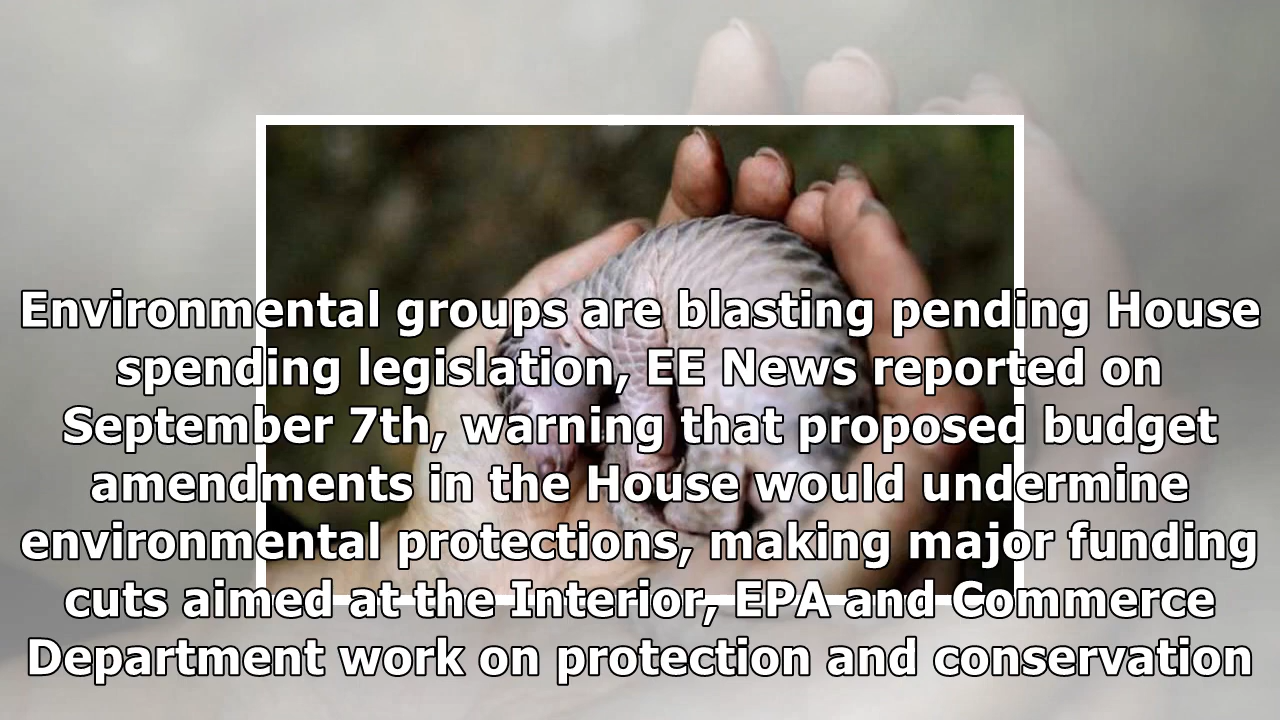 Environmental groups are blasting pending House
spending legislation, EE News reported on
September 7th, warning that proposed budget
amendments in the House would undermine
environmental protections, making major funding
cuts aimed at the Interior, EPA and Commerce
Department work on protection and conservation